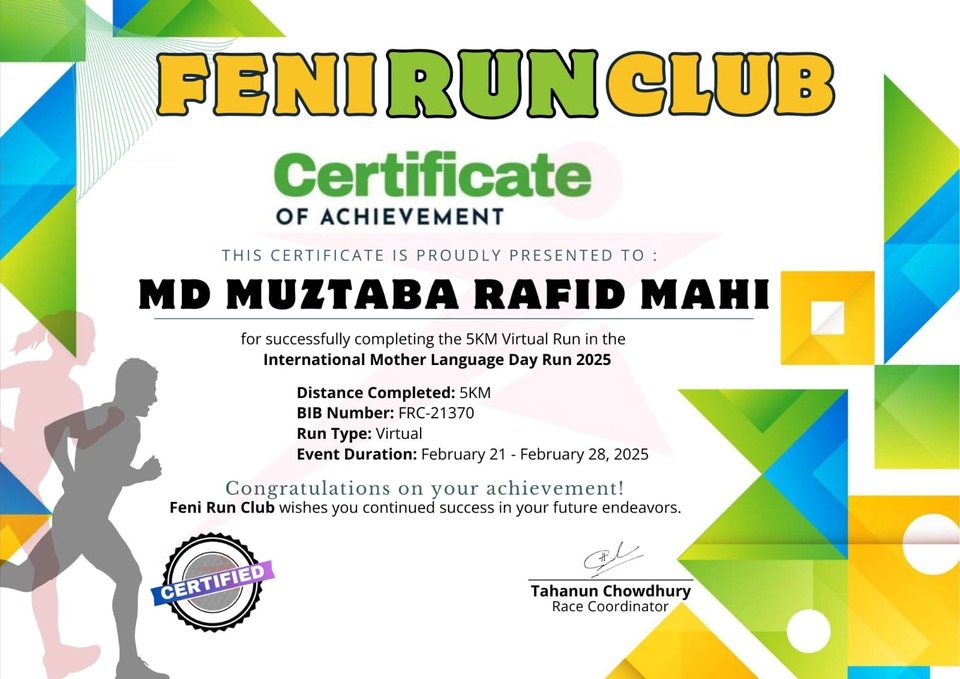 FENI RUN CLUB
Certificate
OF ACHIEVEMENT
THIS CERTIFICATE IS PROUDLY PRESENTED TO :
MD MUZTABA RAFID MAHI
for successfully completing the 5KM Virtual Run in the
International Mother Language Day Run 2025
Distance Completed: 5KM
BIB Number: FRC-21370
Run Type: Virtual
Event Duration: February 21 - February 28, 2025
Congratulations on your achievement!
Feni Run Club wishes you continued success in your future endeavors.
CERTIFIED
Tahanun Chowdhury
Race Coordinator